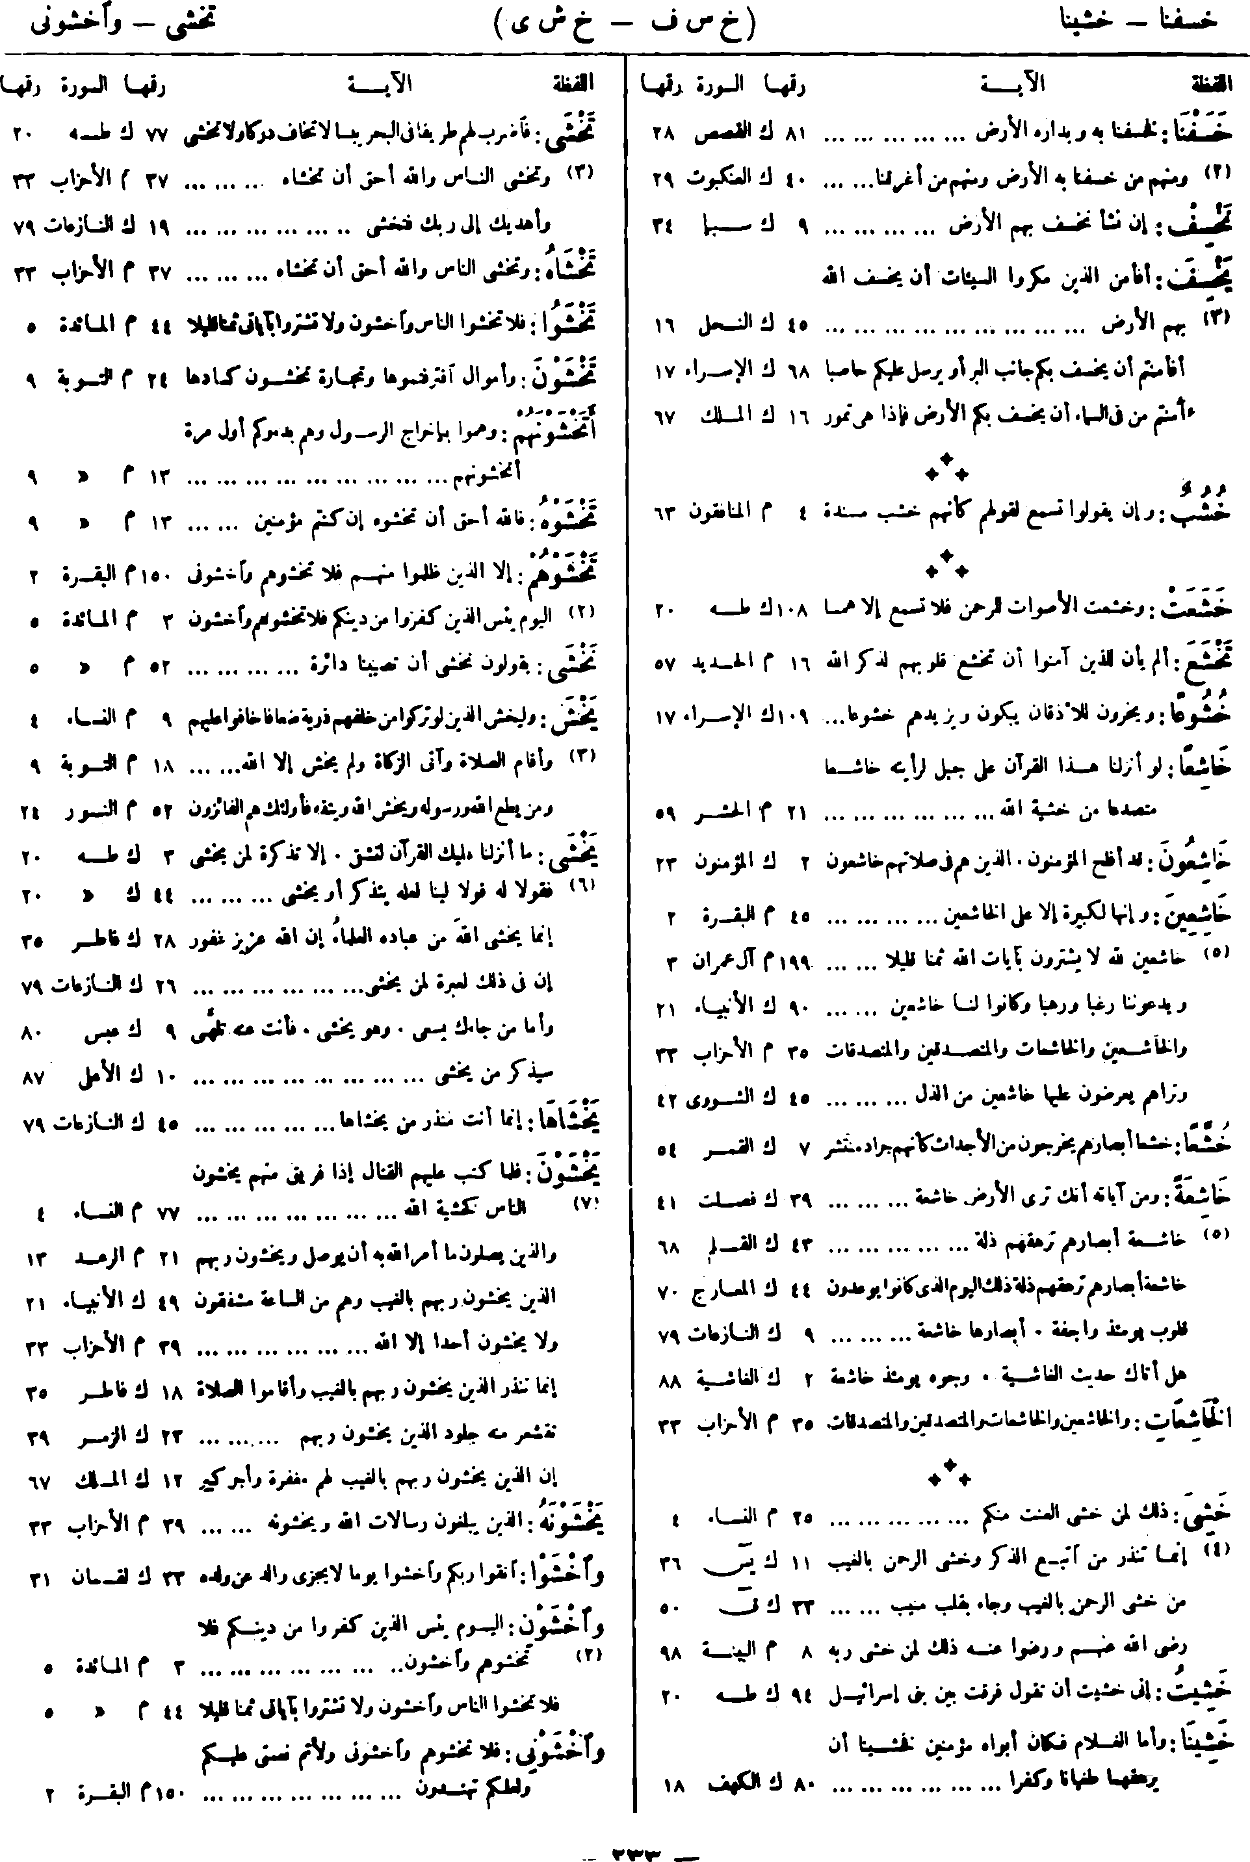 خسفنا — خشينا (خ س ف — خ ش ى) تخشى — وٱخشونى
اللفظة الآيــة رقمها السورة رقمها
خَسَفْنَا : فخسفنا به وبداره الأرض ... ... ... ... ... ٨١ ك القصص ٢٨
(٢) ومنهم من خسفنا به الأرض ومنهم من أغرقنا ... ... ٤٠ ك العنكبوت ٢٩
نَخْسِفْ : إن نشأ نخسف بهم الأرض ... ... ... ... ٩ ك سبإ ٣٤
يَخْسِفَ : أفأمن الذين مكروا السيئات أن يخسف الله
(٣) بهم الأرض ... ... ... ... ... ... ... ... ... ٤٥ ك النحل ١٦
أفأمنتم أن يخسف بكم جانب البر أو يرسل عليكم حاصبا ٦٨ ك الإسراء ١٧
ءأمنتم من فى السماء أن يخسف بكم الأرض فإذا هى تمور ١٦ ك الملك ٦٧
خُشُبٌ : وإن يقولوا تسمع لقولهم كأنهم خشب مسندة ٤ م المنافقون ٦٣
خَشَعَتْ : وخشعت الأصوات للرحمن فلا تسمع إلا همسا ١٠٨ ك طــه ٢٠
تَخْشَعَ : ألم يأن للذين آمنوا أن تخشع قلوبهم لذكر الله ١٦ م الحديد ٥٧
خُشُوعًا : ويخرون للأذقان يبكون ويزيدهم خشوعا ... ١٠٩ ك الإسراء ١٧
خَاشِعًا : لو أنزلنا هـذا القرآن على جبل لرأيته خاشعا
متصدعا من خشية الله ... ... ... ... ... ... ٢١ م الحشر ٥٩
خَاشِعُونَ : قد أفلح المؤمنون ٠ الذين هم فى صلاتهم خاشعون ٢ ك المؤمنون ٢٣
خَاشِعِينَ : وإنها لكبيرة إلا على الخاشعين ... ... ... ... ٤٥ م البقرة ٢
(٥) خاشعين لله لا يشترون بآيات الله ثمنا قليلا ... ... ١٩٩ م آل عمران ٣
ويدعوننا رغبا ورهبا وكانوا لنا خاشعين ... ... ٩٠ ك الأنبياء ٢١
والخاشعين والخاشعات والمتصدقين والمتصدقات ٣٥ م الأحزاب ٣٣
وتراهم يعرضون عليها خاشعين من الذل ... ... ... ٤٥ ك الشورى ٤٢
خُشَّعًا : خشعا أبصارهم يخرجون من الأجداث كأنهم جراد منتشر ٧ ك القمر ٥٤
خَاشِعَةً : ومن آياته أنك ترى الأرض خاشعة ... ... ... ٣٩ ك فصلت ٤١
(٥) خاشعة أبصارهم ترهقهم ذلة ... ... ... ... ... ٤٣ ك القلم ٦٨
خاشعة أبصارهم ترهقهم ذلة ذلك اليوم الذى كانوا يوعدون ٤٤ ك المعارج ٧٠
قلوب يومئذ واجفة ٠ أبصارها خاشعة ... ... ... ٩ ك النازعات ٧٩
هل أتاك حديث الغاشية ٠ وجوه يومئذ خاشعة ٢ ك الغاشية ٨٨
الْخَاشِعَاتِ : والخاشعين والخاشعات والمتصدقين والمتصدقات ٣٥ م الأحزاب ٣٣
خَشِىَ : ذلك لمن خشى العنت منكم ... ... ... ... ... ٢٥ م النساء ٤
(٤) إنما تنذر من ٱتبع الذكر وخشى الرحمن بالغيب ١١ ك يسٓ ٣٦
من خشى الرحمن بالغيب وجاء بقلب منيب ... ... ٣٣ ك قٓ ٥٠
رضى الله عنهم ورضوا عنه ذلك لمن خشى ربه ٨ م البينة ٩٨
خَشِيتُ : إنى خشيت أن تقول فرقت بين بنى إسرائيل ٩٤ ك طــه ٢٠
خَشِينَا : وأما الغلام فكان أبواه مؤمنين فخشينا أن
يرهقهما طغيانا وكفرا ... ... ... ... ... ... ٨٠ ك الكهف ١٨
اللفظة الآيــة رقمها السورة رقمها
تَخْشَى : فٱضرب لهم طريقا فى البحر يبسا لا تخاف دركا ولا تخشى ٧٧ ك طــه ٢٠
(٣) وتخشى الناس والله أحق أن تخشاه ... ... ... ٣٧ م الأحزاب ٣٣
وأهديك إلى ربك فتخشى ... ... ... ... ... ... ١٩ ك النازعات ٧٩
تَخْشَاهُ : وتخشى الناس والله أحق أن تخشاه ... ... ... ٣٧ م الأحزاب ٣٣
تَخْشَوُا : فلا تخشوا الناس وٱخشون ولا تشتروا بآياتى ثمنا قليلا ٤٤ م المائدة ٥
تَخْشَوْنَ : وأموال ٱقترفتموها وتجارة تخشون كسادها ٢٤ م التوبة ٩
أَتَخْشَوْنَهُمْ : وهموا بإخراج الرسول وهم بدءوكم أول مرة
أتخشونهم ... ... ... ... ... ... ... ... ... ١٣ م » ٩
تَخْشَوْهُ : فالله أحق أن تخشوه إن كنتم مؤمنين ... ... ١٣ م » ٩
تَخْشَوْهُمْ : إلا الذين ظلموا منهم فلا تخشوهم وٱخشونى ١٥٠ م البقرة ٢
(٢) اليوم يئس الذين كفروا من دينكم فلا تخشوهم وٱخشون ٣ م المائدة ٥
نَخْشَى : يقولون نخشى أن تصيبنا دائرة ... ... ... ... ٥٢ م » ٥
يَخْشَ : وليخش الذين لو تركوا من خلفهم ذرية ضعافا خافوا عليهم ٩ م النساء ٤
(٣) وأقام الصلاة وآتى الزكاة ولم يخش إلا الله ... ... ١٨ م التوبة ٩
ومن يطع الله ورسوله ويخش الله ويتقه فأولئك هم الفائزون ٥٢ م النور ٢٤
يَخْشَى : ما أنزلنا عليك القرآن لتشقى ٠ إلا تذكرة لمن يخشى ٣ ك طــه ٢٠
(٦) فقولا له قولا لينا لعله يتذكر أو يخشى ... ... ... ٤٤ ك » ٢٠
إنما يخشى اللهَ من عباده العلماءُ إن الله عزيز غفور ٢٨ ك فاطر ٣٥
إن فى ذلك لعبرة لمن يخشى ... ... ... ... ... ... ٢٦ ك النازعات ٧٩
وأما من جاءك يسعى ٠ وهو يخشى ٠ فأنت عنه تلهَّى ٩ ك عبس ٨٠
سيذكر من يخشى ... ... ... ... ... ... ... ... ١٠ ك الأعلى ٨٧
يَخْشَاهَا : إنما أنت منذر من يخشاها ... ... ... ... ... ٤٥ ك النازعات ٧٩
يَخْشَوْنَ : فلما كتب عليهم القتال إذا فريق منهم يخشون
(٧) الناس كخشية الله ... ... ... ... ... ... ... ٧٧ م النساء ٤
والذين يصلون ما أمر الله به أن يوصل ويخشون ربهم ٢١ م الرعد ١٣
الذين يخشون ربهم بالغيب وهم من الساعة مشفقون ٤٩ ك الأنبياء ٢١
ولا يخشون أحدا إلا الله ... ... ... ... ... ... ٣٩ م الأحزاب ٣٣
إنما تنذر الذين يخشون ربهم بالغيب وأقاموا الصلاة ١٨ ك فاطر ٣٥
تقشعر منه جلود الذين يخشون ربهم ... ... ... ٢٣ ك الزمر ٣٩
إن الذين يخشون ربهم بالغيب لهم مغفرة وأجر كبير ١٢ ك الملك ٦٧
يَخْشَوْنَهُ : الذين يبلغون رسالات الله ويخشونه ... ... ٣٩ م الأحزاب ٣٣
وَٱخْشَوْا : ٱتقوا ربكم وٱخشوا يوما لا يجزى والد عن ولده ٣٣ ك لقمان ٣١
وَٱخْشَوْنِ : اليوم يئس الذين كفروا من دينكم فلا
(٢) تخشوهم وٱخشون ... ... ... ... ... ... ... ٣ م المائدة ٥
فلا تخشوا الناس وٱخشون ولا تشتروا بآياتى ثمنا قليلا ٤٤ م » ٥
وَٱخْشَوْنِى : فلا تخشوهم وٱخشونى ولأتم نعمتى عليكم
ولعلكم تهتدون ... ... ... ... ... ... ... ١٥٠ م البقرة ٢
— ٢٣٣ —